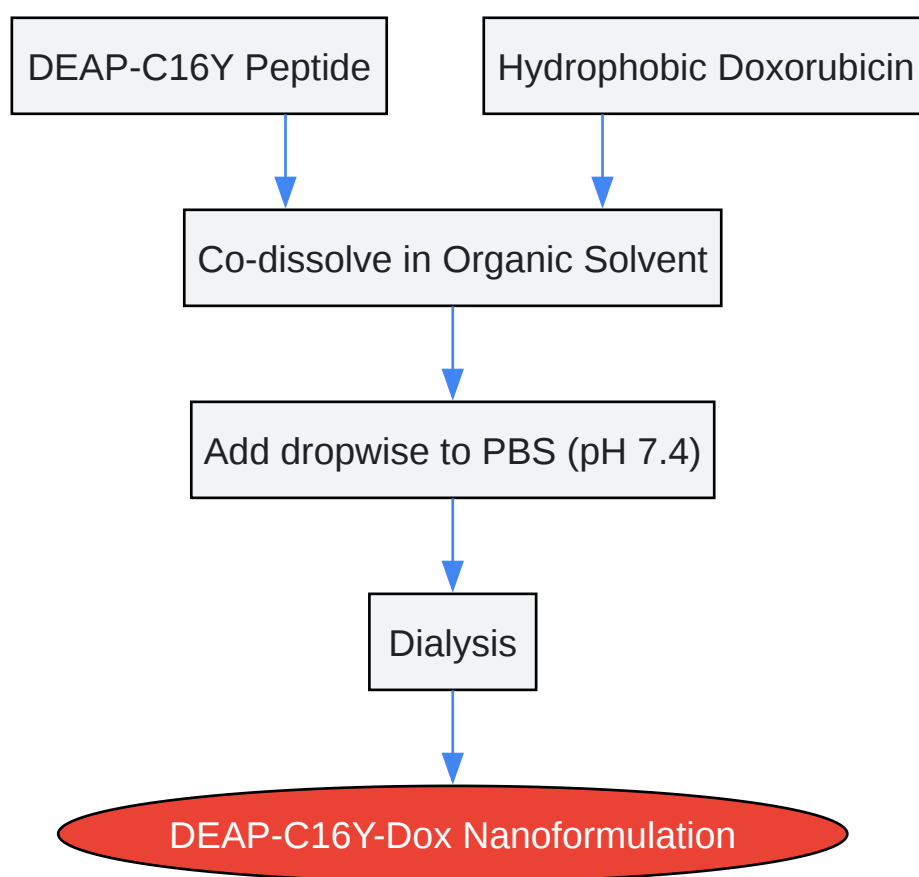 DEAP-C16Y Peptide
Hydrophobic Doxorubicin
Co-dissolve in Organic Solvent
Add dropwise to PBS (pH 7.4)
Dialysis
DEAP-C16Y-Dox Nanoformulation